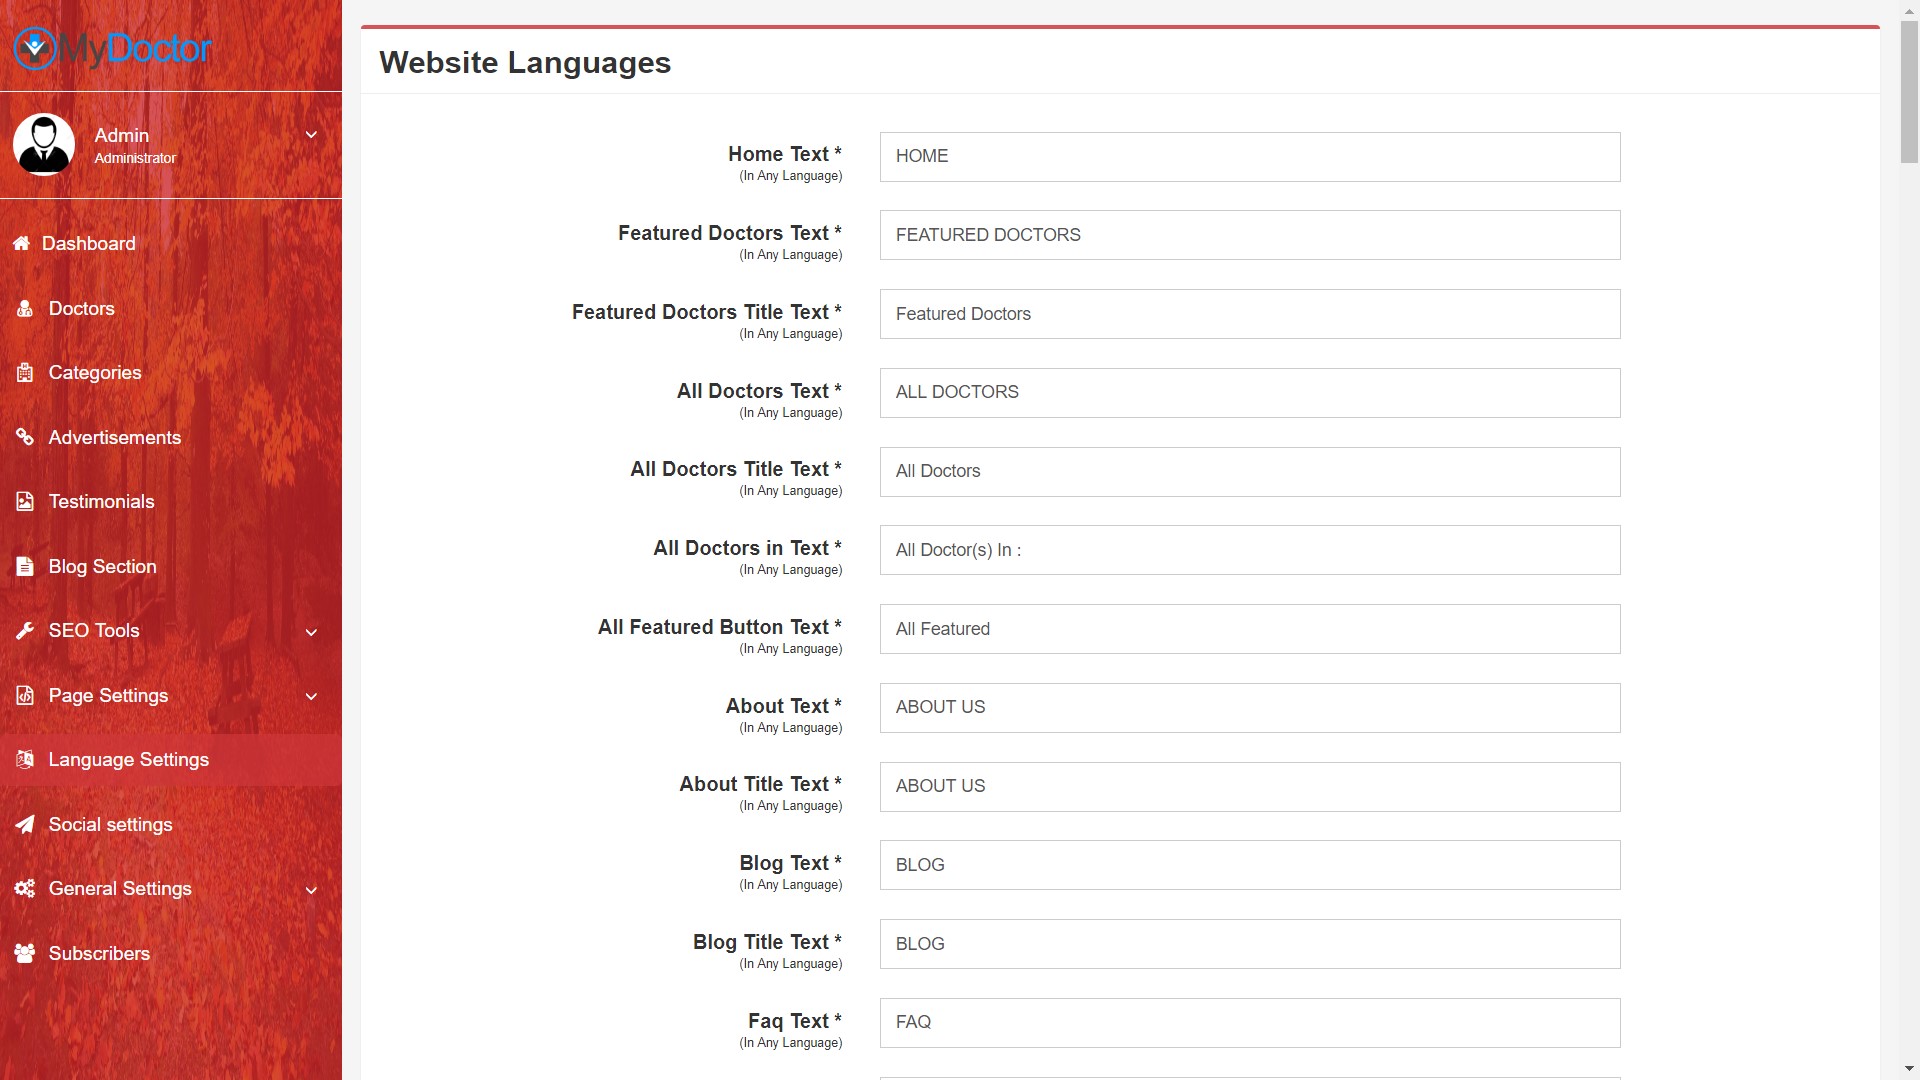 MyDoctor
Admin
Administrator
Dashboard
Doctors
Categories
Advertisements
Testimonials
Blog Section
SEO Tools
Page Settings
Language Settings
Social settings
General Settings
Subscribers
Website Languages
Home Text *
(In Any Language)
HOME
Featured Doctors Text *
(In Any Language)
FEATURED DOCTORS
Featured Doctors Title Text *
(In Any Language)
Featured Doctors
All Doctors Text *
(In Any Language)
ALL DOCTORS
All Doctors Title Text *
(In Any Language)
All Doctors
All Doctors in Text *
(In Any Language)
All Doctor(s) In :
All Featured Button Text *
(In Any Language)
All Featured
About Text *
(In Any Language)
ABOUT US
About Title Text *
(In Any Language)
ABOUT US
Blog Text *
(In Any Language)
BLOG
Blog Title Text *
(In Any Language)
BLOG
Faq Text *
(In Any Language)
FAQ